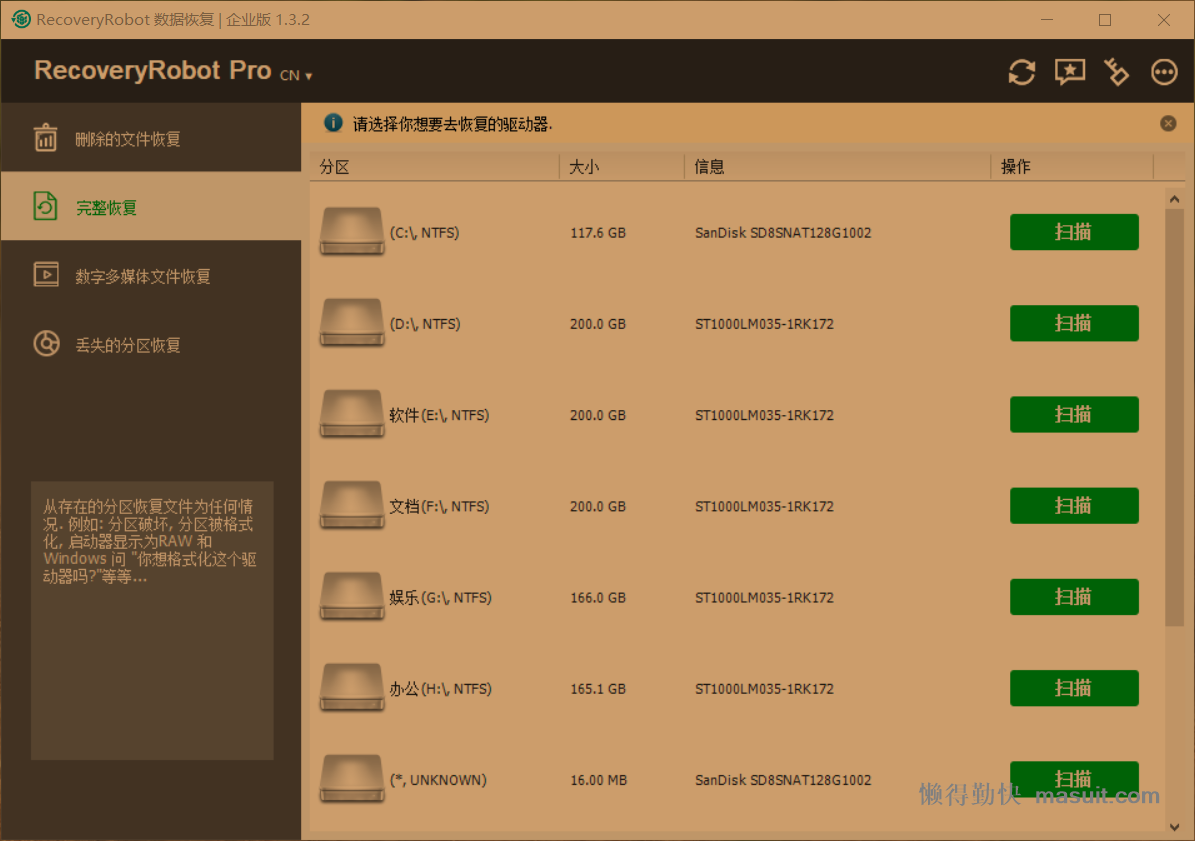 RecoveryRobot 数据恢复 | 企业版 1.3.2
RecoveryRobot Pro CN ▾
删除的文件恢复
完整恢复
数字多媒体文件恢复
丢失的分区恢复
从存在的分区恢复文件为任何情
况. 例如: 分区破坏, 分区被格式
化, 启动器显示为RAW 和
Windows 问 "你想格式化这个驱
动器吗?"等等...
请选择你想要去恢复的驱动器.
分区 大小 信息 操作
(C:\, NTFS) 117.6 GB SanDisk SD8SNAT128G1002 扫描
(D:\, NTFS) 200.0 GB ST1000LM035-1RK172 扫描
软件(E:\, NTFS) 200.0 GB ST1000LM035-1RK172 扫描
文档(F:\, NTFS) 200.0 GB ST1000LM035-1RK172 扫描
娱乐(G:\, NTFS) 166.0 GB ST1000LM035-1RK172 扫描
办公(H:\, NTFS) 165.1 GB ST1000LM035-1RK172 扫描
(*, UNKNOWN) 16.00 MB SanDisk SD8SNAT128G1002 扫描
懒得勤快 masuit.com